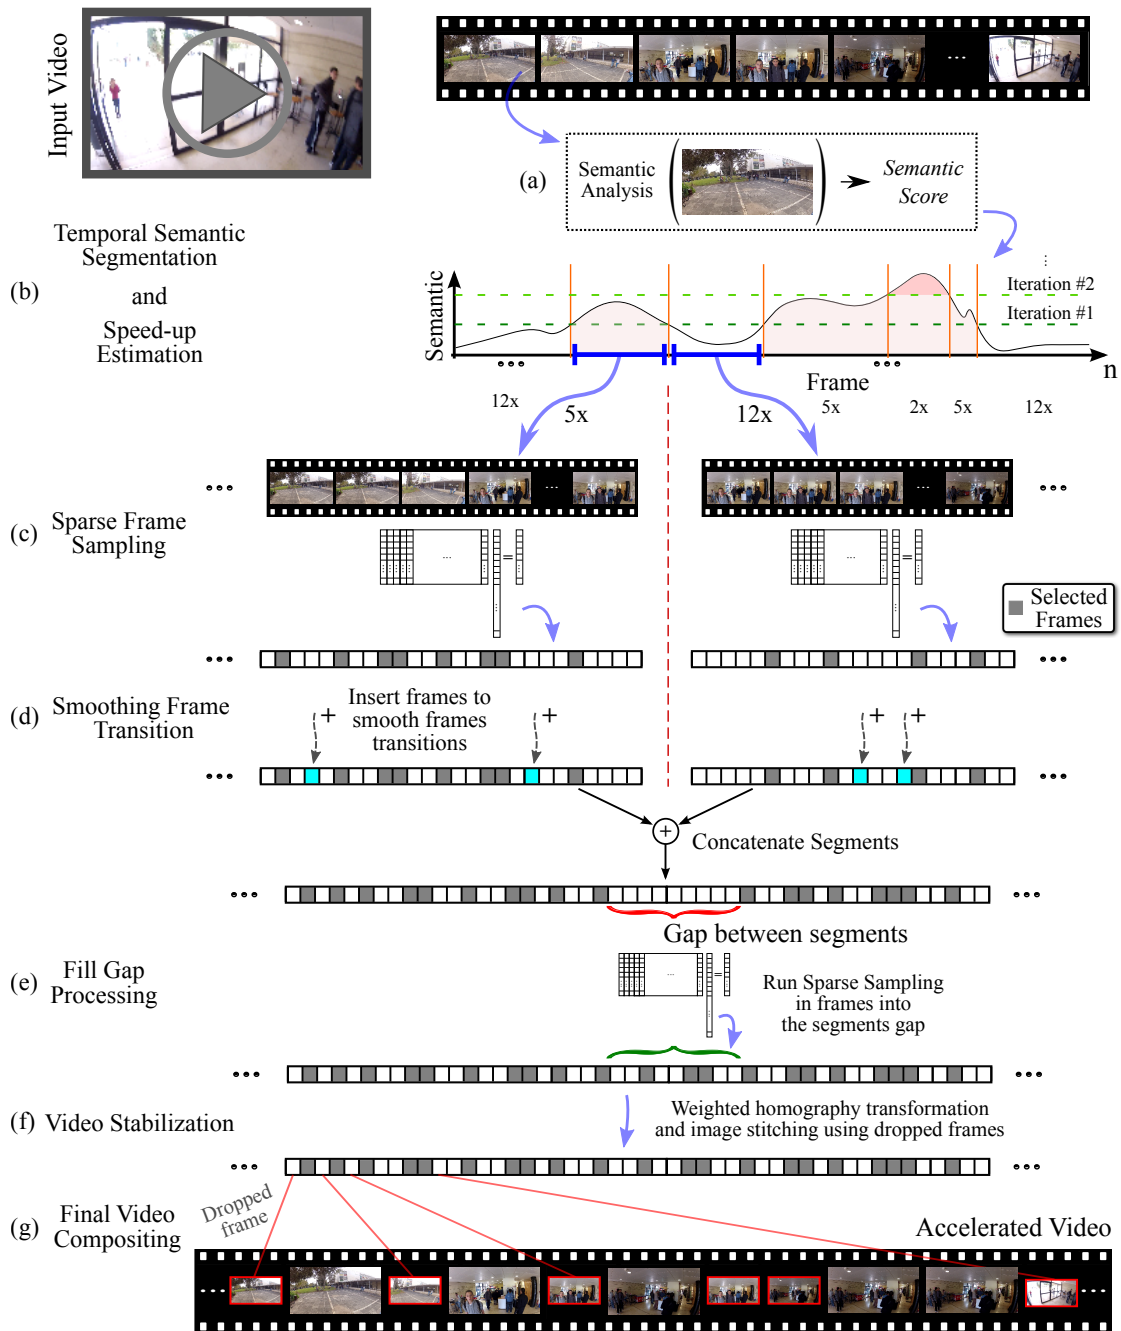 Input Video
(a)
Semantic
Analysis
Semantic
Score
Temporal Semantic
Segmentation
(b)
and
Speed-up
Estimation
Semantic
Iteration #2
Iteration #1
n
Frame
12x
5x
12x
5x
2x
5x
12x
(c)
Sparse Frame
Sampling
=
=
Selected
Frames
(d)
Smoothing Frame
Transition
Insert frames to
smooth frames
transitions
+
+
+
+
+
Concatenate Segments
Gap between segments
(e)
Fill Gap
Processing
=
Run Sparse Sampling
in frames into
the segments gap
(f) Video Stabilization
Weighted homography transformation
and image stitching using dropped frames
Dropped
frame
(g)
Final Video
Compositing
Accelerated Video